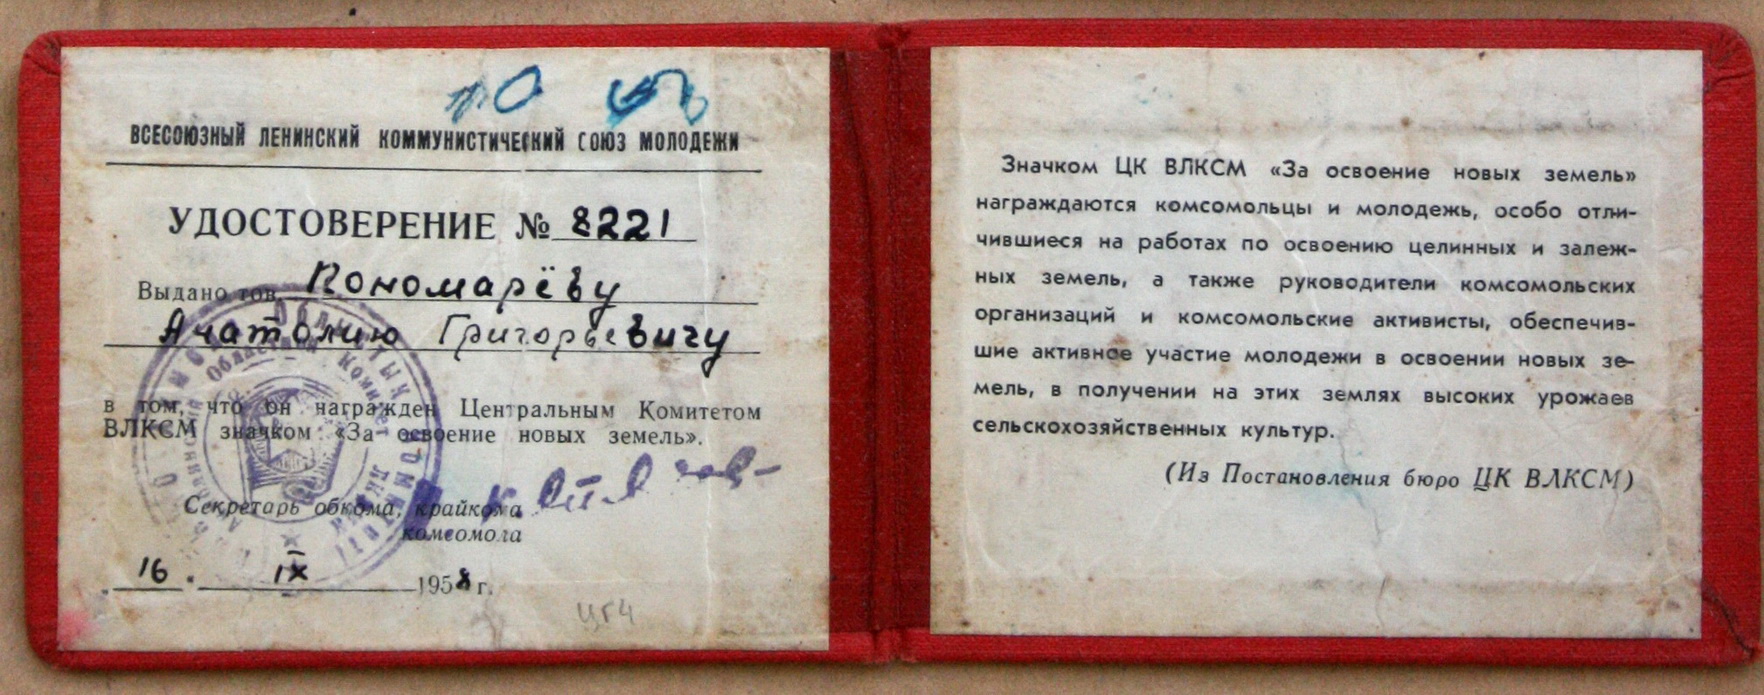 ВСЕСОЮЗНЫЙ ЛЕНИНСКИЙ КОММУНИСТИЧЕСКИЙ СОЮЗ МОЛОДЕЖИ
УДОСТОВЕРЕНИЕ № 8221
Выдано тов. Пономарёву
Анатолию Григорьевичу
в том, что он награжден Центральным Комитетом
ВЛКСМ значком «За освоение новых земель».
Секретарь обкома, крайкома
комсомола
16. IX 1958 г.
Значком ЦК ВЛКСМ «За освоение новых земель»
награждаются комсомольцы и молодежь, особо отли-
чившиеся на работах по освоению целинных и залеж-
ных земель, а также руководители комсомольских
организаций и комсомольские активисты, обеспечив-
шие активное участие молодежи в освоении новых зе-
мель, в получении на этих землях высоких урожаев
сельскохозяйственных культур.
(Из Постановления бюро ЦК ВЛКСМ)